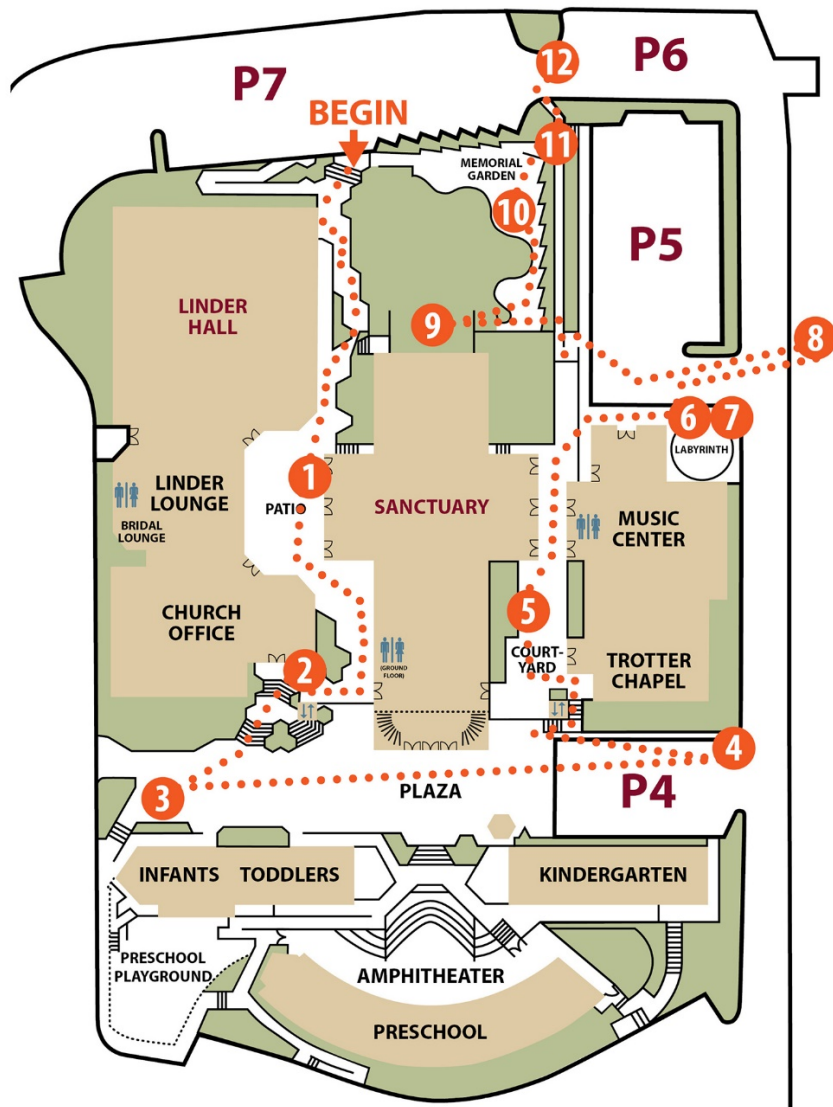 P7
P6
BEGIN
12
11
MEMORIAL
GARDEN
10
P5
LINDER
HALL
9
8
6
7
LABYRINTH
LINDER
LOUNGE
BRIDAL
LOUNGE
1
PATIO
SANCTUARY
MUSIC
CENTER
CHURCH
OFFICE
5
COURT-
YARD
(GROUND
FLOOR)
TROTTER
CHAPEL
2
4
3
PLAZA
P4
INFANTS
TODDLERS
KINDERGARTEN
PRESCHOOL
PLAYGROUND
AMPHITHEATER
PRESCHOOL